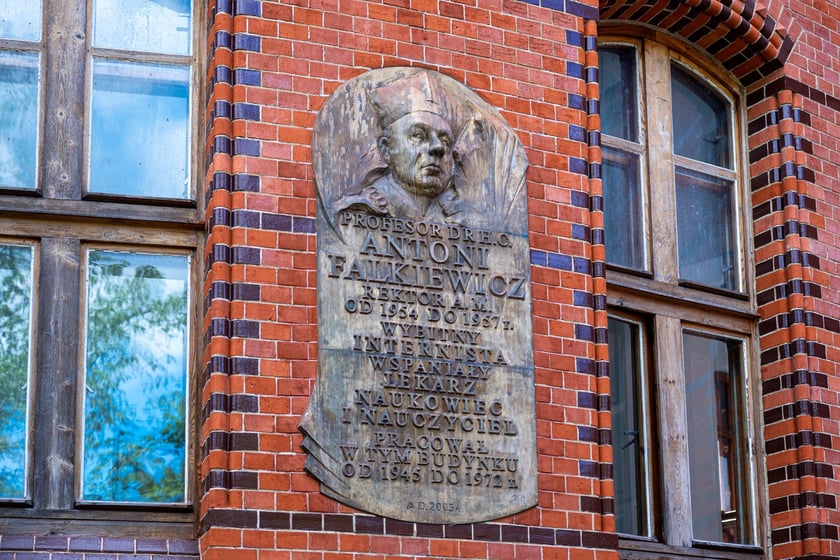 PROFESOR DR H.C.
ANTONI
FALKIEWICZ
REKTOR A.M.
OD 1954 DO 1957 r.
WYBITNY
INTERNISTA
WSPANIAŁY
LEKARZ
NAUKOWIEC
I NAUCZYCIEL
PRACOWAŁ
W TYM BUDYNKU
OD 1945 DO 1972 r.
A.D. 2003